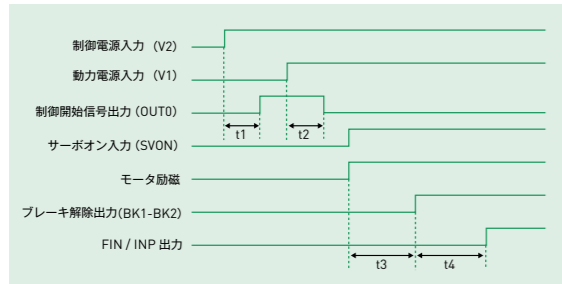 制御電源入力 (V2)
動力電源入力 (V1)
制御開始信号出力 (OUT0)
t1
t2
サーボオン入力 (SVON)
モータ励磁
ブレーキ解除出力(BK1-BK2)
FIN / INP 出力
t3
t4